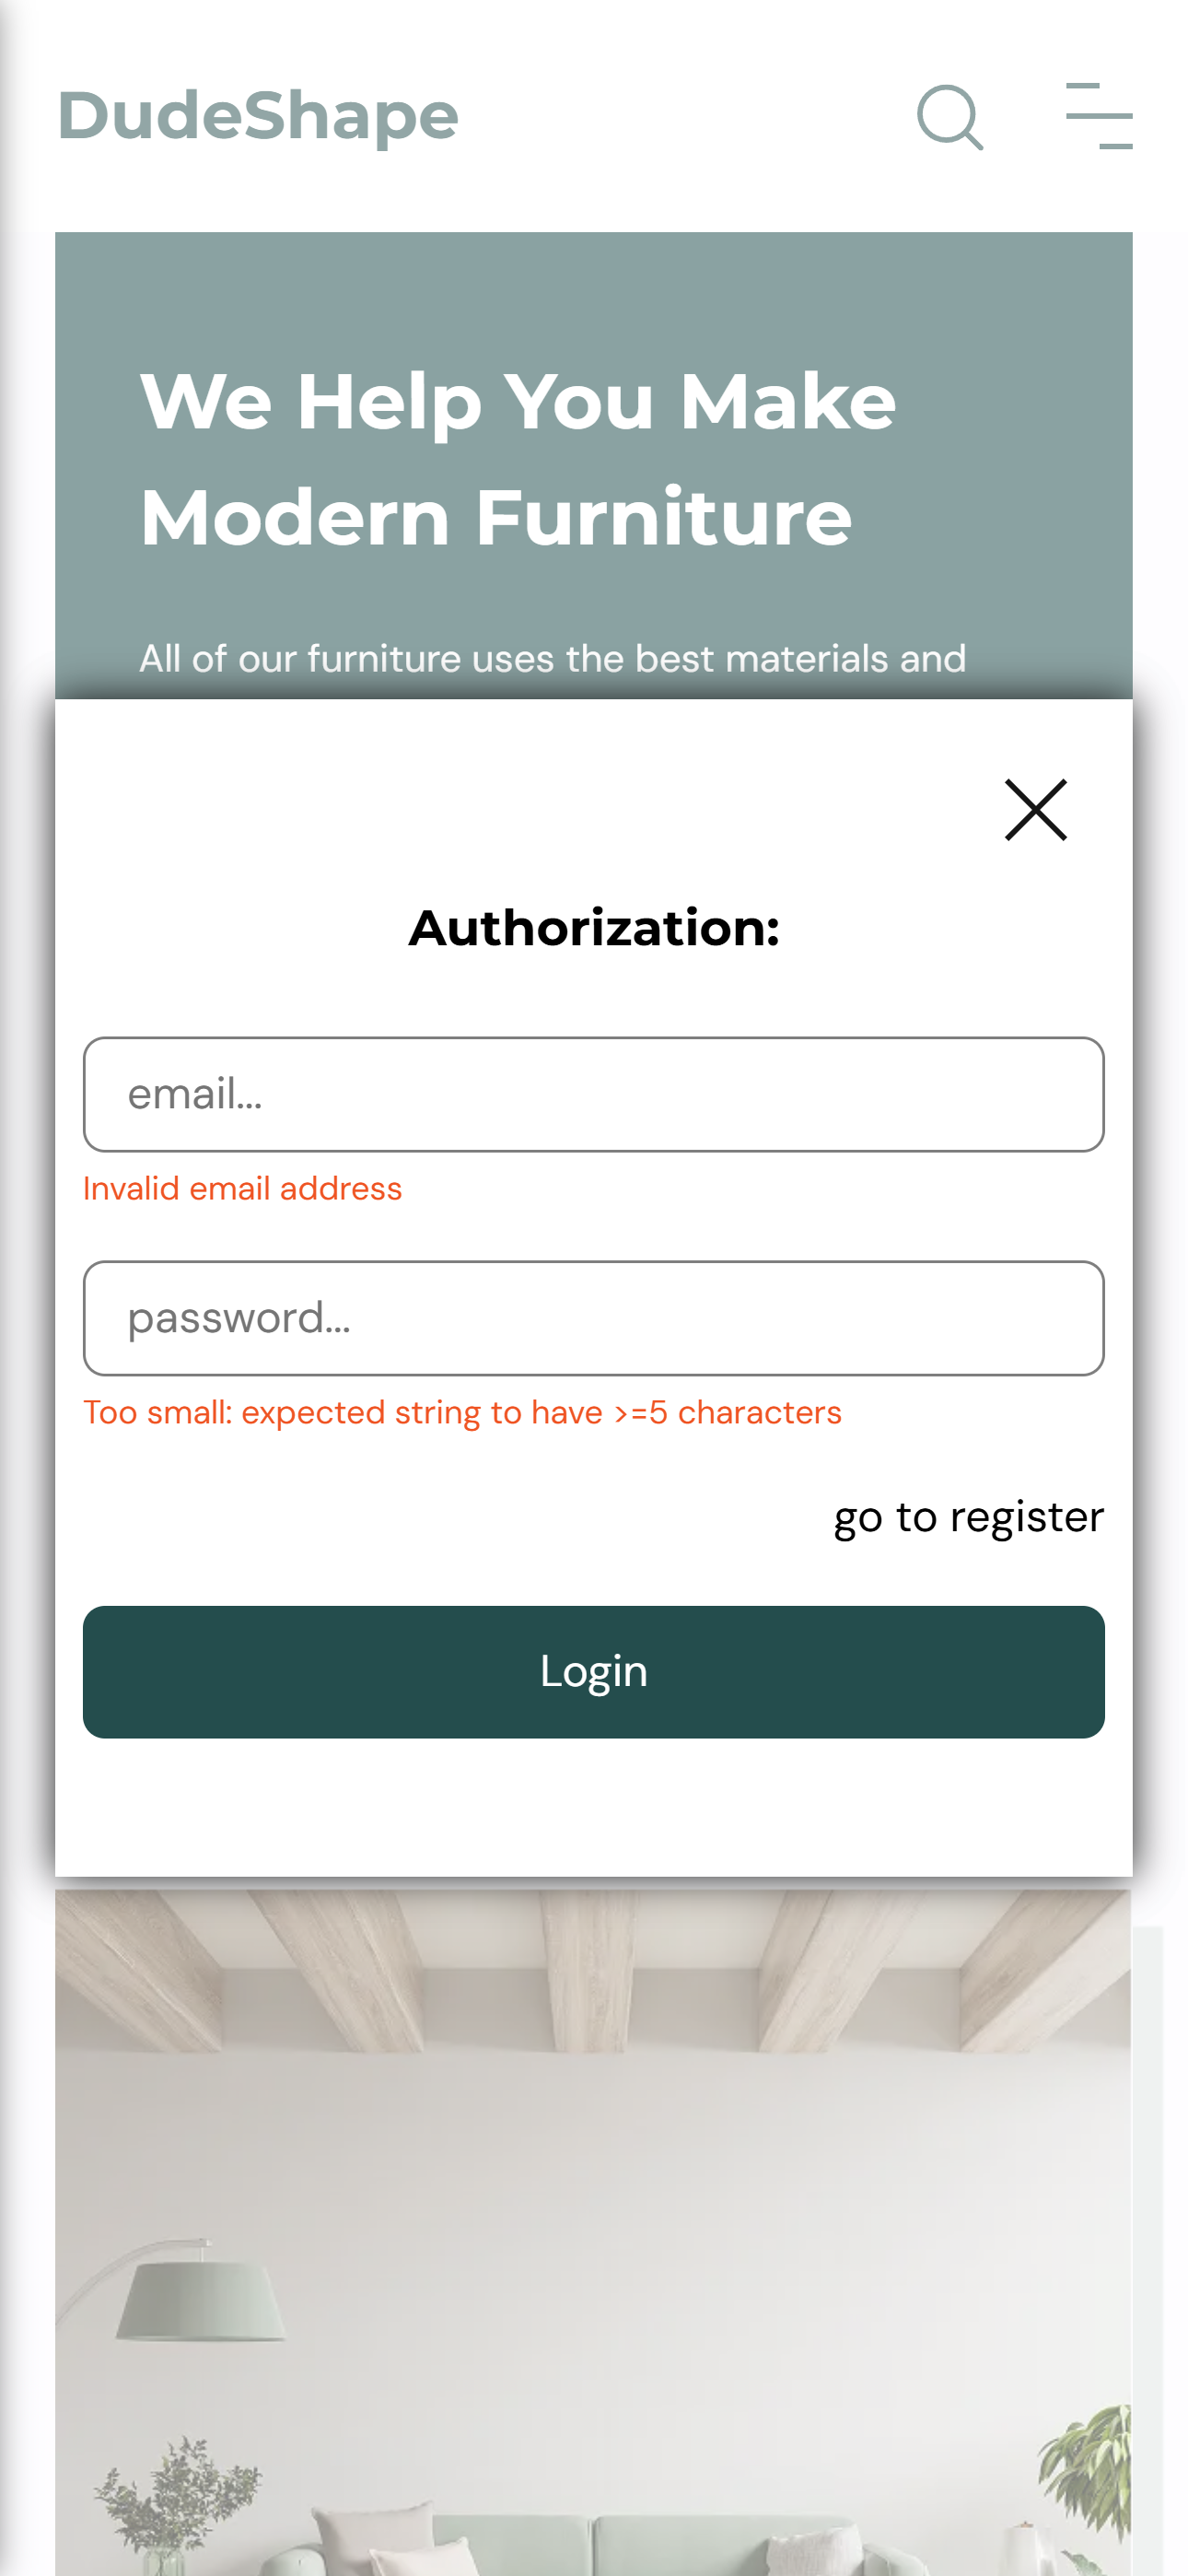 DudeShape
We Help You Make
Modern Furniture
All of our furniture uses the best materials and
Authorization:
email...
Invalid email address
password...
Too small: expected string to have >=5 characters
go to register
Login